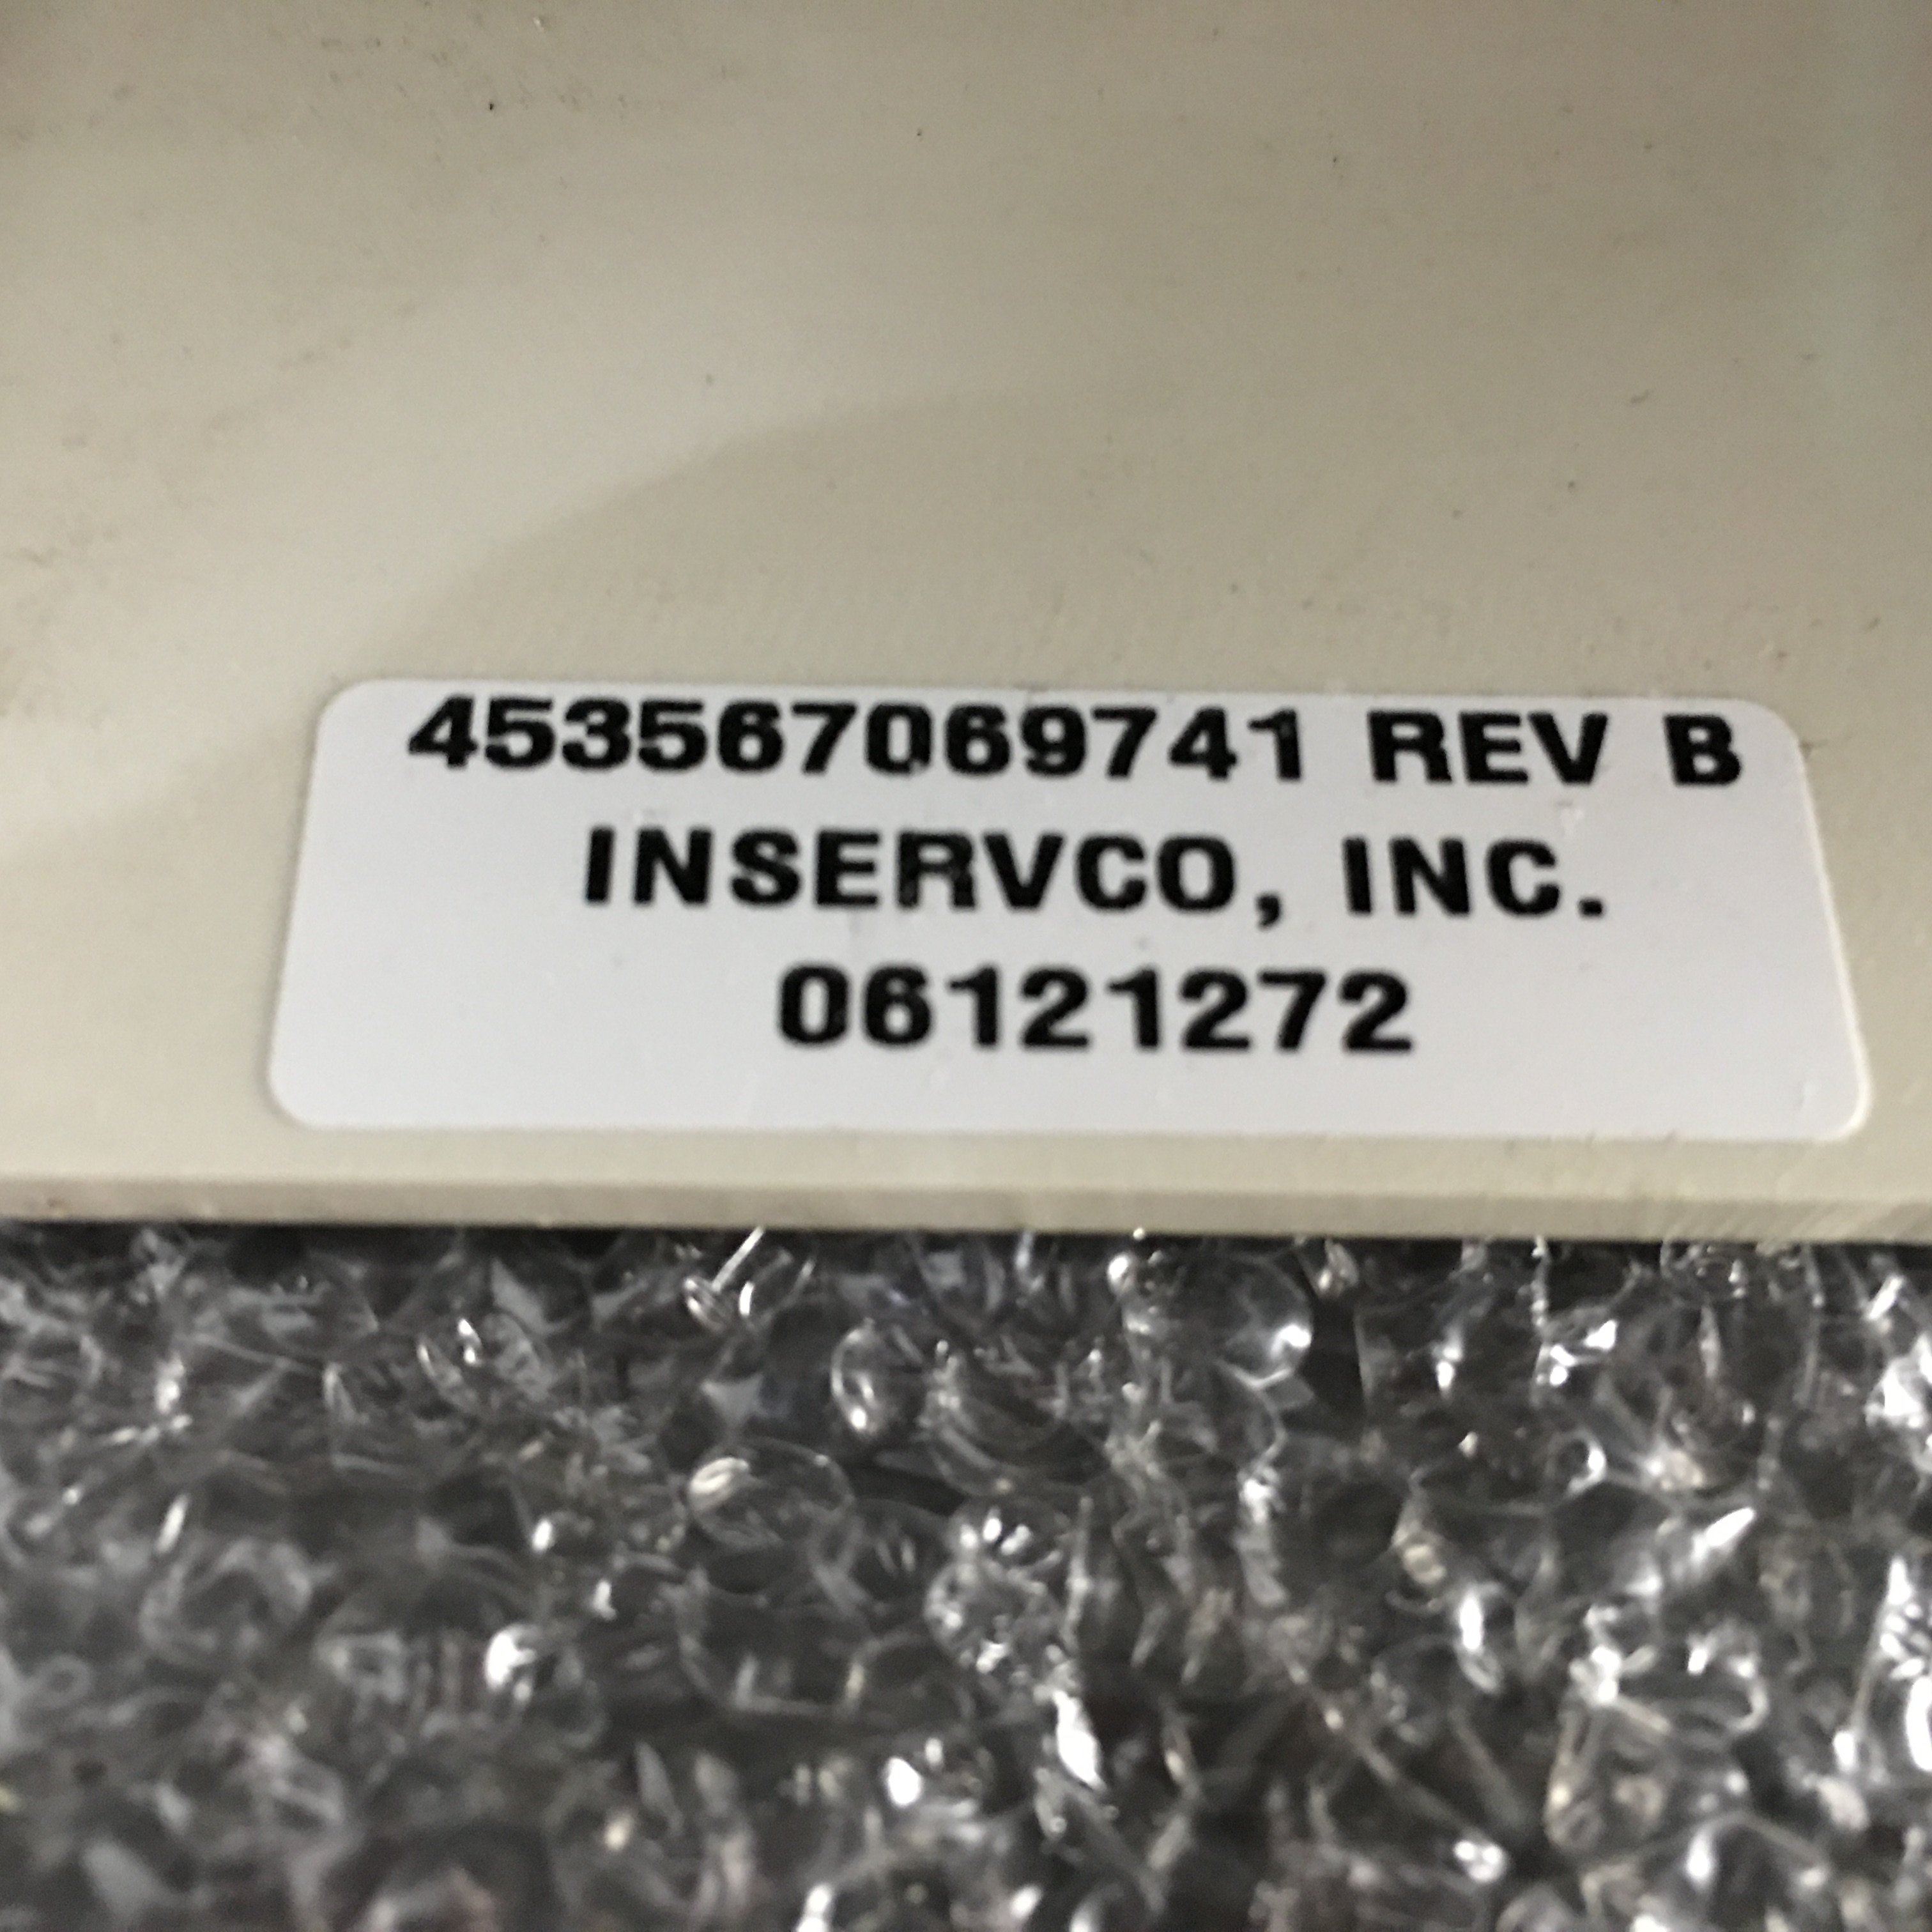 453567069741 REV B
INSERVCO, INC.
06121272